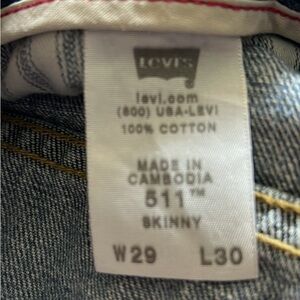 LEVI'S
levi.com
(800) USA-LEVI
100% COTTON
MADE IN
CAMBODIA
511™
SKINNY
W29 L30